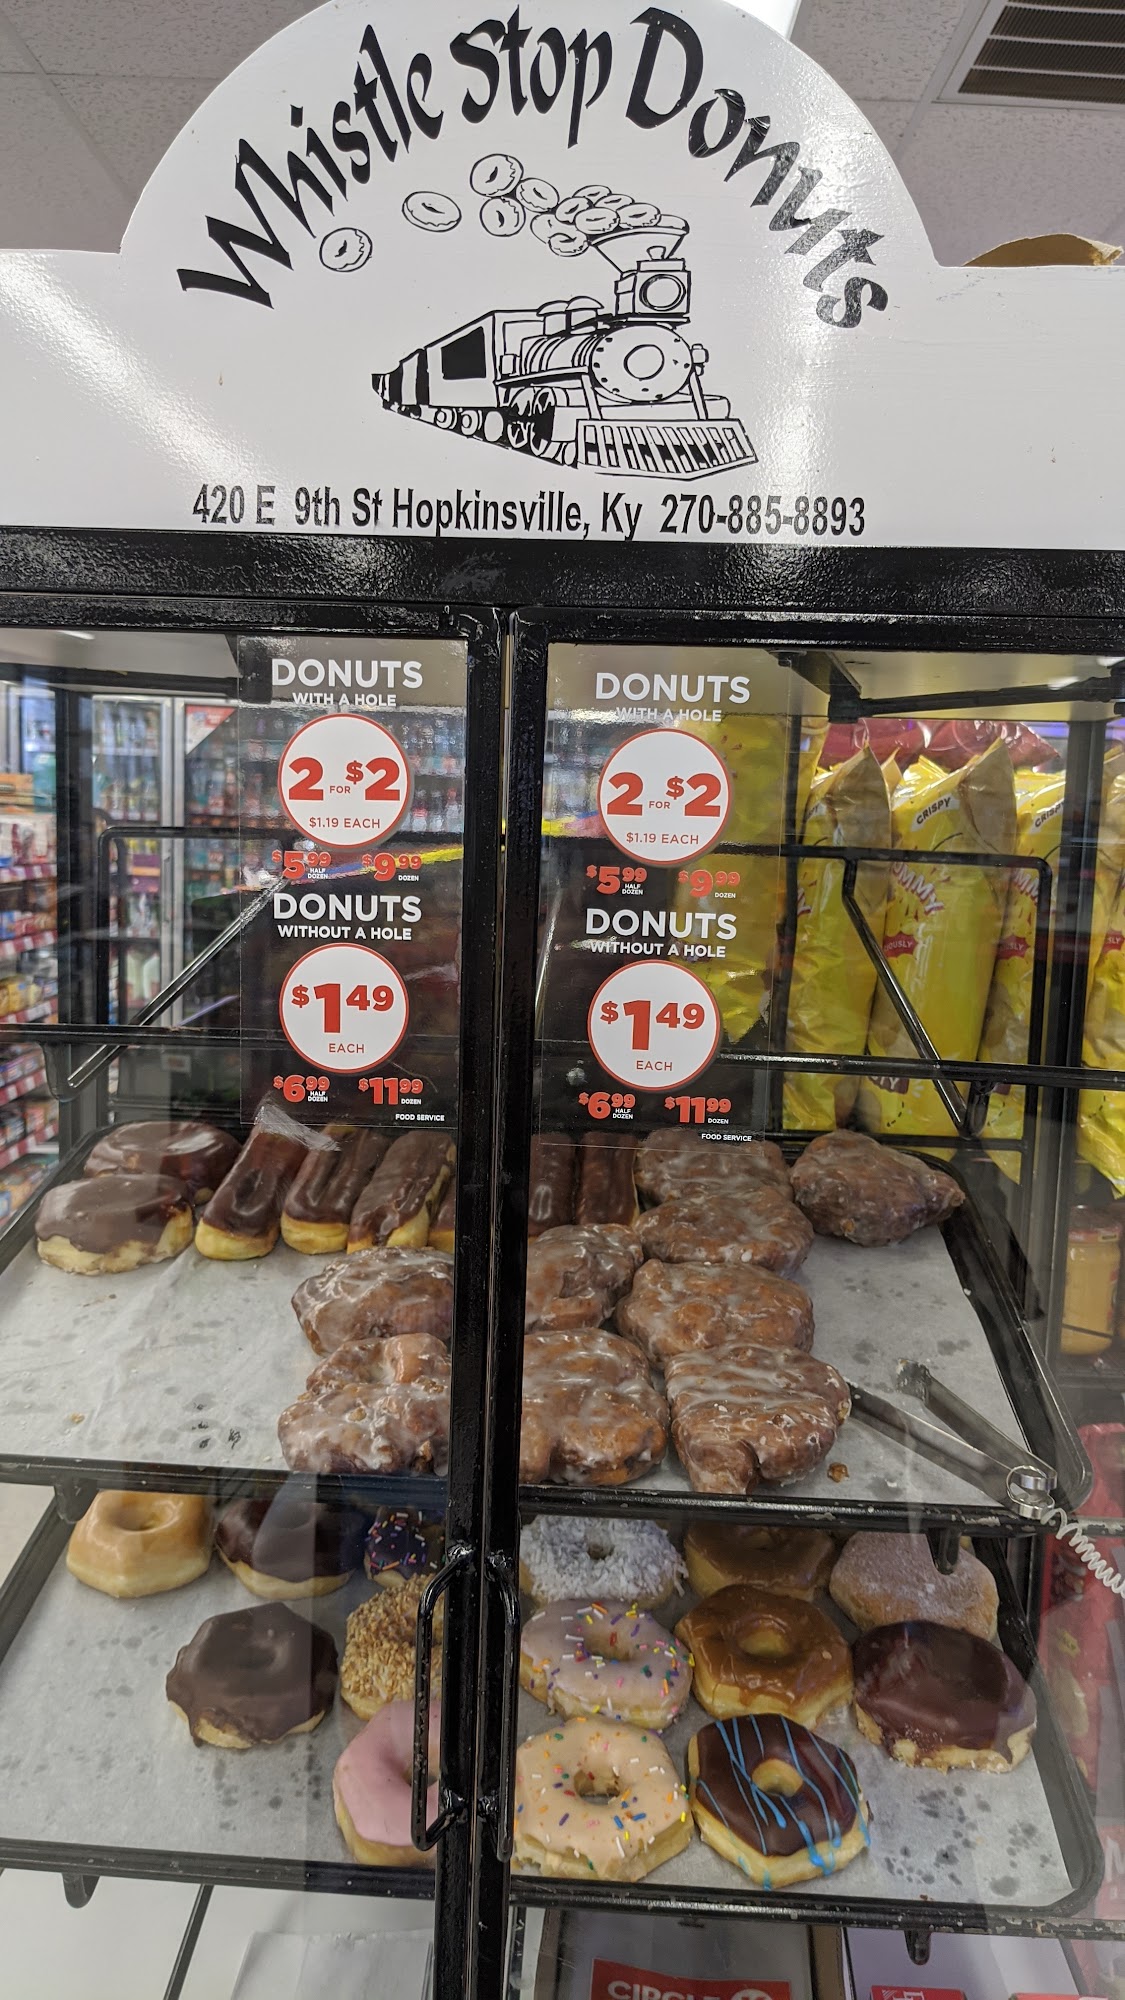 Whistle Stop Donuts
420 E 9th St Hopkinsville, Ky 270-885-8893
DONUTS
WITH A HOLE
2 FOR $2
$1.19 EACH
$5.99 HALF DOZEN $9.99 DOZEN
DONUTS
WITHOUT A HOLE
$1.49
EACH
$6.99 HALF DOZEN $11.99 DOZEN
FOOD SERVICE
DONUTS
WITH A HOLE
2 FOR $2
$1.19 EACH
$5.99 HALF DOZEN $9.99 DOZEN
DONUTS
WITHOUT A HOLE
$1.49
EACH
$6.99 HALF DOZEN $11.99 DOZEN
FOOD SERVICE
CRISPY
CRISPY